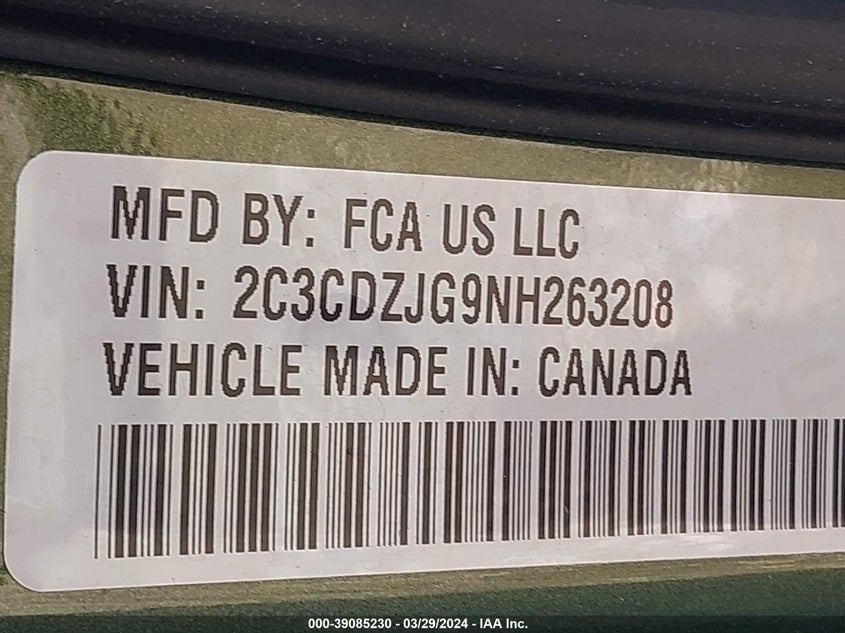 MFD BY: FCA US LLC
VIN: 2C3CDZJG9NH263208
VEHICLE MADE IN: CANADA
000-39085230 - 03/29/2024 - IAA Inc.